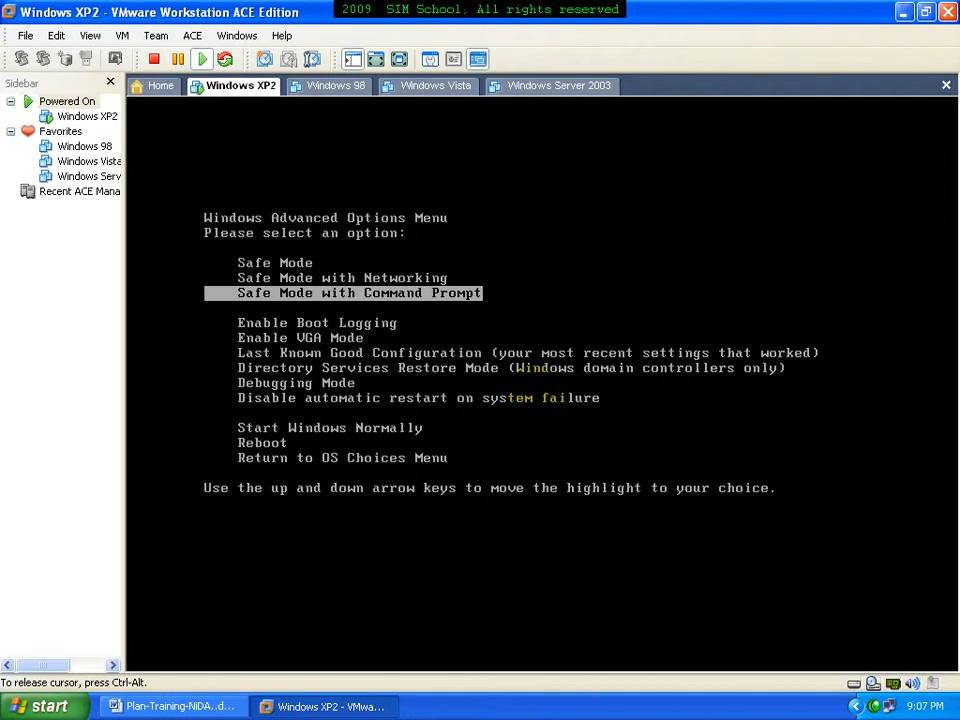 Windows XP2 - VMware Workstation ACE Edition
2009 SIM School, All rights reserved
File Edit View VM Team ACE Windows Help
Sidebar
Home Windows XP2 Windows 98 Windows Vista Windows Server 2003
Powered On
Windows XP2
Favorites
Windows 98
Windows Vista
Windows Serv
Recent ACE Mana
Windows Advanced Options Menu
Please select an option:
Safe Mode
Safe Mode with Networking
Safe Mode with Command Prompt
Enable Boot Logging
Enable VGA Mode
Last Known Good Configuration (your most recent settings that worked)
Directory Services Restore Mode (Windows domain controllers only)
Debugging Mode
Disable automatic restart on system failure
Start Windows Normally
Reboot
Return to OS Choices Menu
Use the up and down arrow keys to move the highlight to your choice.
To release cursor, press Ctrl-Alt.
start Plan-Training-NiDA..d... Windows XP2 - VMwa... 9:07 PM